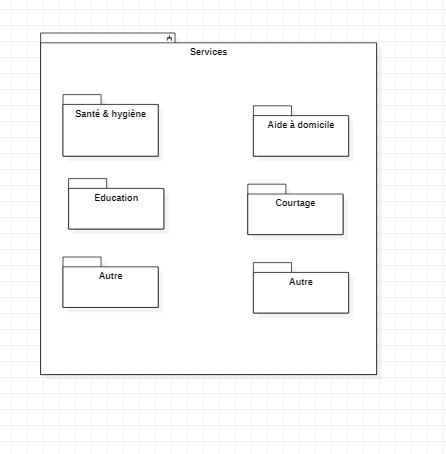 Services
Santé & hygiène
Aide à domicile
Education
Courtage
Autre
Autre